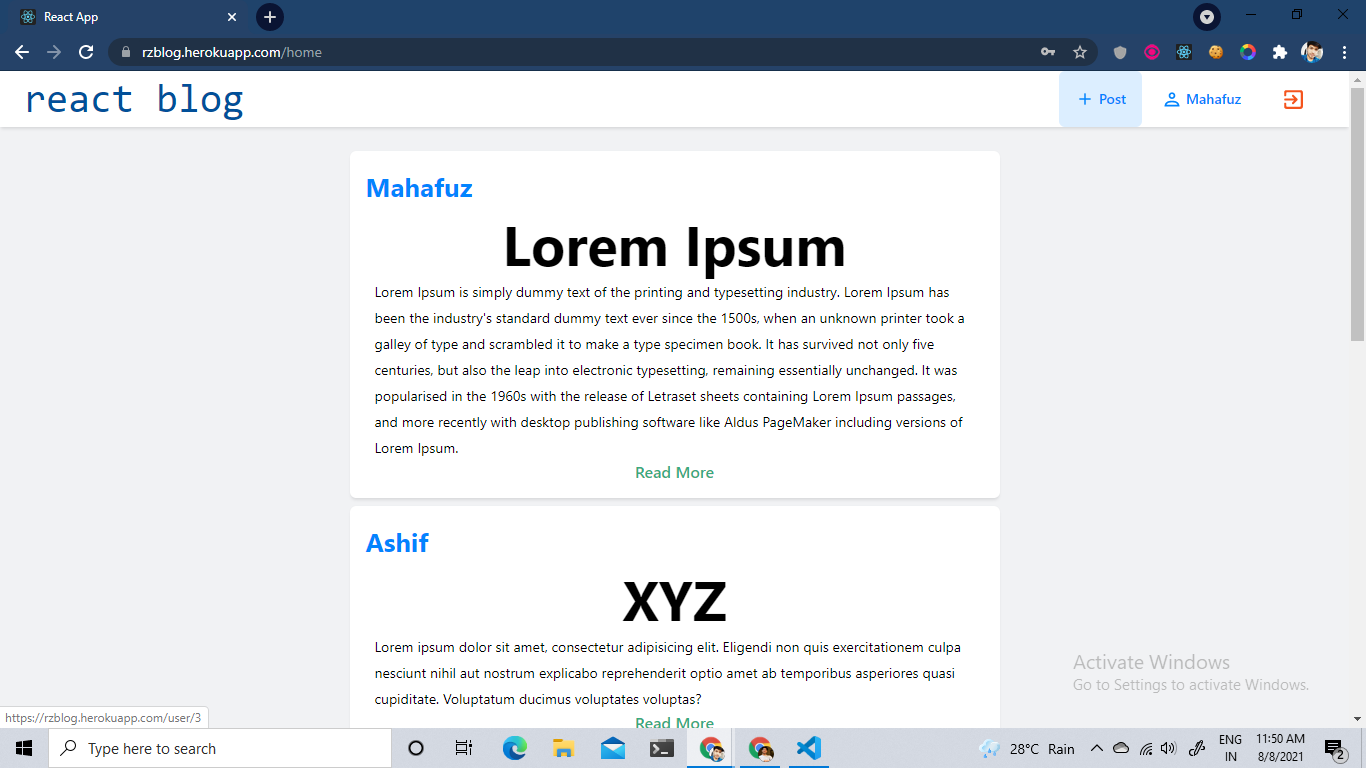 React App
rzblog.herokuapp.com/home
react blog
Post
Mahafuz
Mahafuz
Lorem Ipsum
Lorem Ipsum is simply dummy text of the printing and typesetting industry. Lorem Ipsum has
been the industry's standard dummy text ever since the 1500s, when an unknown printer took a
galley of type and scrambled it to make a type specimen book. It has survived not only five
centuries, but also the leap into electronic typesetting, remaining essentially unchanged. It was
popularised in the 1960s with the release of Letraset sheets containing Lorem Ipsum passages,
and more recently with desktop publishing software like Aldus PageMaker including versions of
Lorem Ipsum.
Read More
Ashif
XYZ
Lorem ipsum dolor sit amet, consectetur adipisicing elit. Eligendi non quis exercitationem culpa
nesciunt nihil aut nostrum explicabo reprehenderit optio amet ab temporibus asperiores quasi
cupiditate. Voluptatum ducimus voluptates voluptas?
Read More
Activate Windows
Go to Settings to activate Windows.
https://rzblog.herokuapp.com/user/3
Type here to search
28°C Rain
ENG
IN
11:50 AM
8/8/2021
2